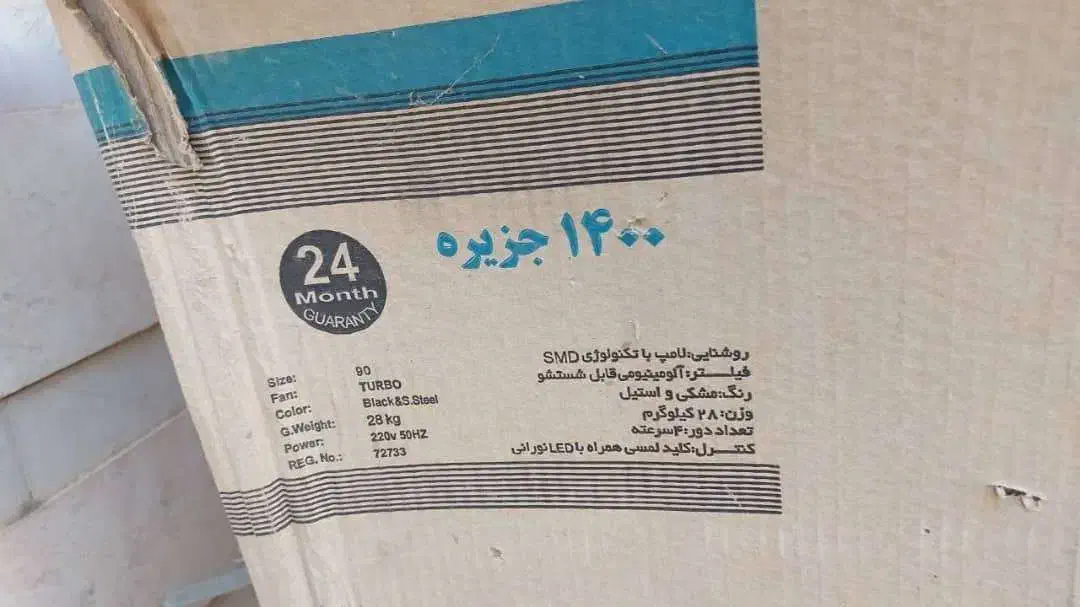 ۱۴۰۰ جزیره
24
Month
GUARANTY
Size: 90
Fan: TURBO
Color: Black&S.Steel
G.Weight: 28 kg
Power: 220v 50HZ
REG. No.: 72733
روشنایی:لامپ با تکنولوژی SMD
فیلـــتر:آلومینیومی قابل شستشو
رنگ:مشکی و استیل
وزن: ۲۸ کیلوگرم
تعداد دور:۴سرعته
کنتـــرل:کلید لمسی همراه با LED نورانی